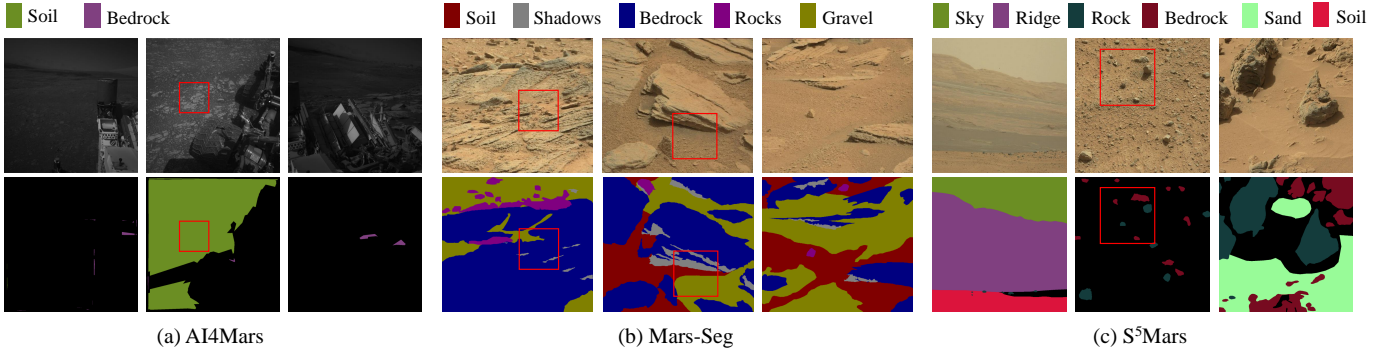 Soil Bedrock
Soil Shadows Bedrock Rocks Gravel
Sky Ridge Rock Bedrock Sand Soil
(a) AI4Mars
(b) Mars-Seg
(c) S⁵Mars